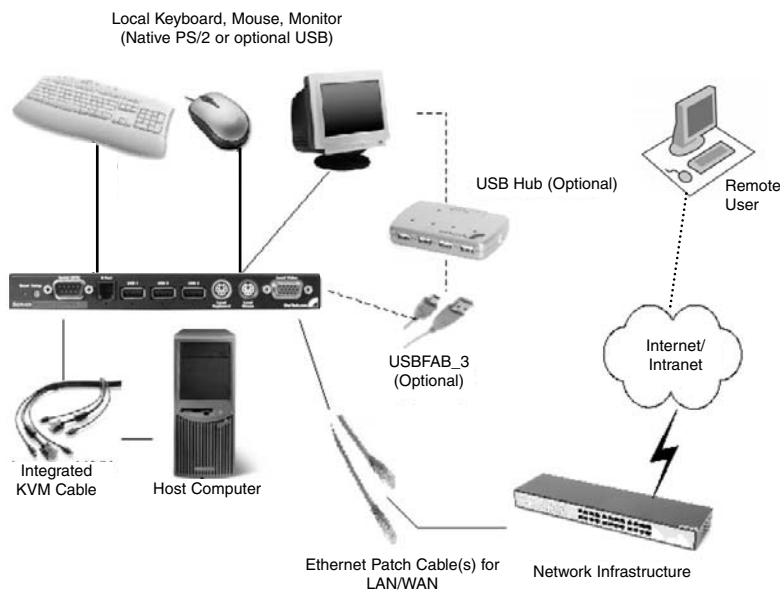 Local Keyboard, Mouse, Monitor
(Native PS/2 or optional USB)
USB Hub (Optional)
Remote
User
USBFAB_3
(Optional)
Internet/
Intranet
Integrated
KVM Cable
Host Computer
Ethernet Patch Cable(s) for
LAN/WAN
Network Infrastructure